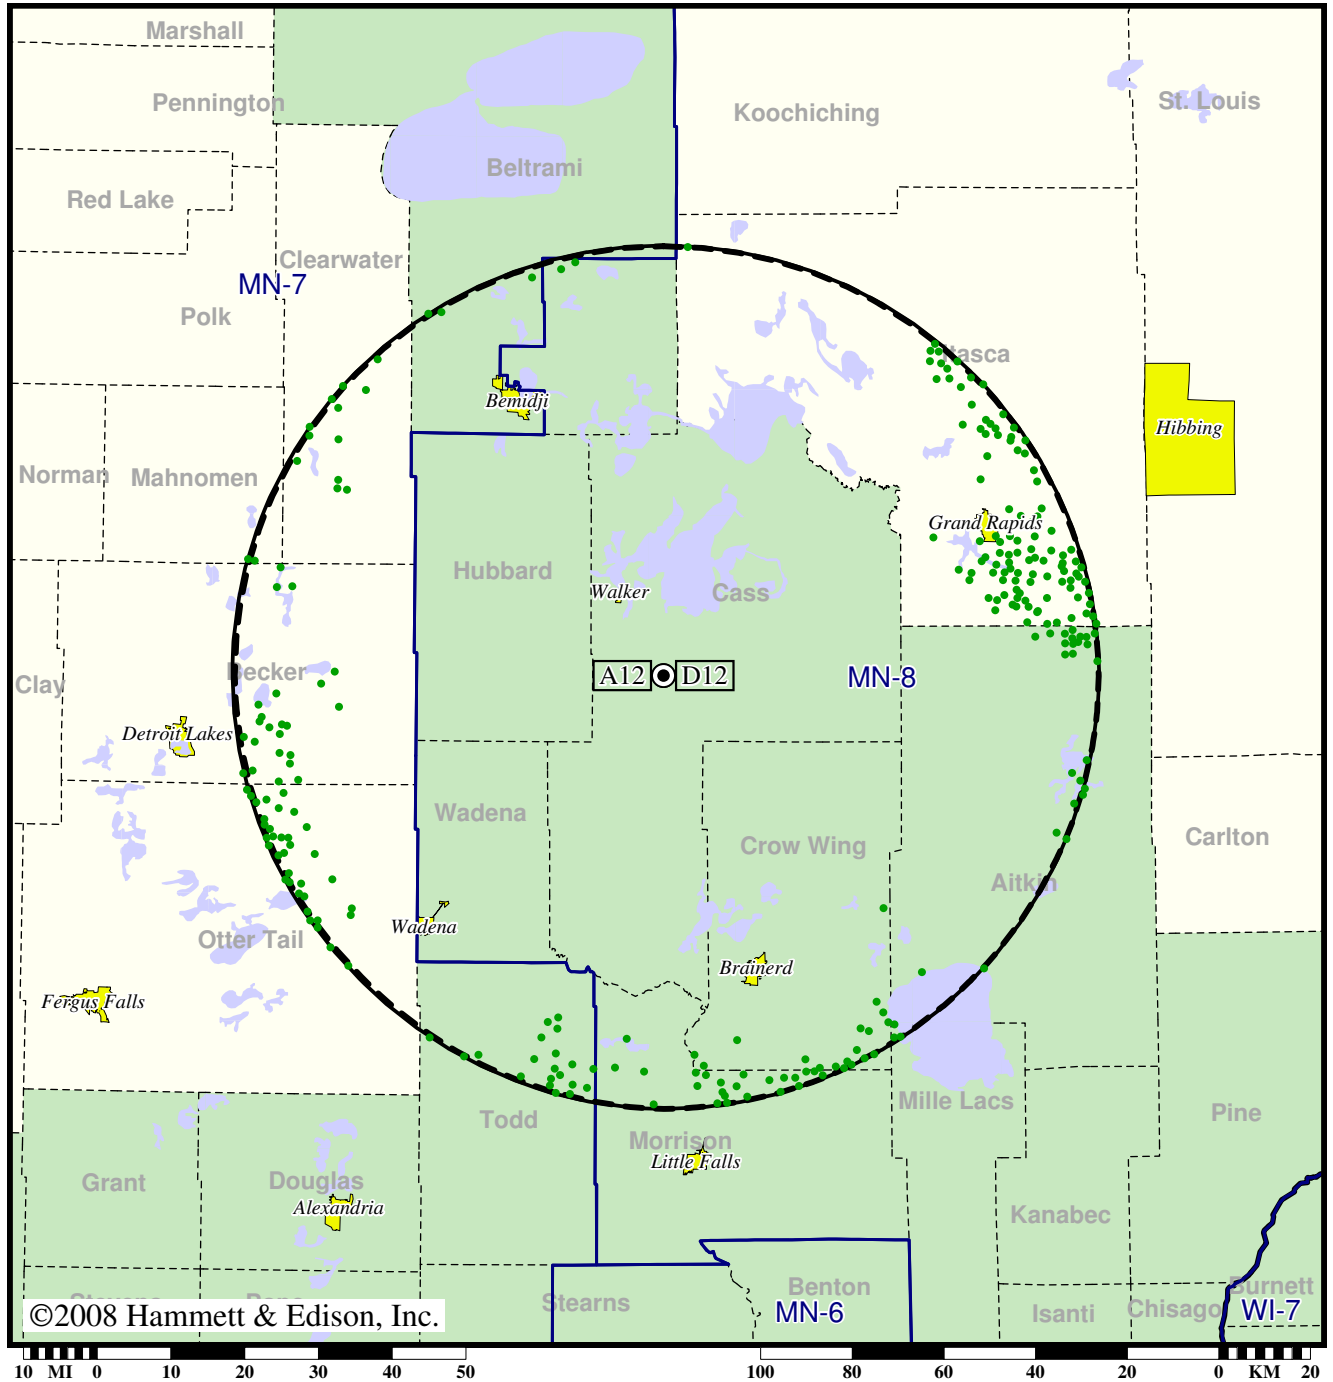 Marshall
Pennington
Koochiching
St. Louis
Beltrami
Red Lake
Clearwater
MN-7
Polk
Itasca
Bemidji
Hibbing
Norman
Mahnomen
Grand Rapids
Hubbard
Walker
Cass
Becker
Clay
A12
D12
MN-8
Detroit Lakes
Wadena
Crow Wing
Carlton
Aitkin
Wadena
Otter Tail
Brainerd
Fergus Falls
Mille Lacs
Todd
Pine
Morrison
Little Falls
Grant
Douglas
Alexandria
Kanabec
Stevens
Pope
Stearns
Benton
Burnett
MN-6
Isanti
Chisago
WI-7
©2008 Hammett & Edison, Inc.
10 MI 0 10 20 30 40 50
100 80 60 40 20 0 KM 20